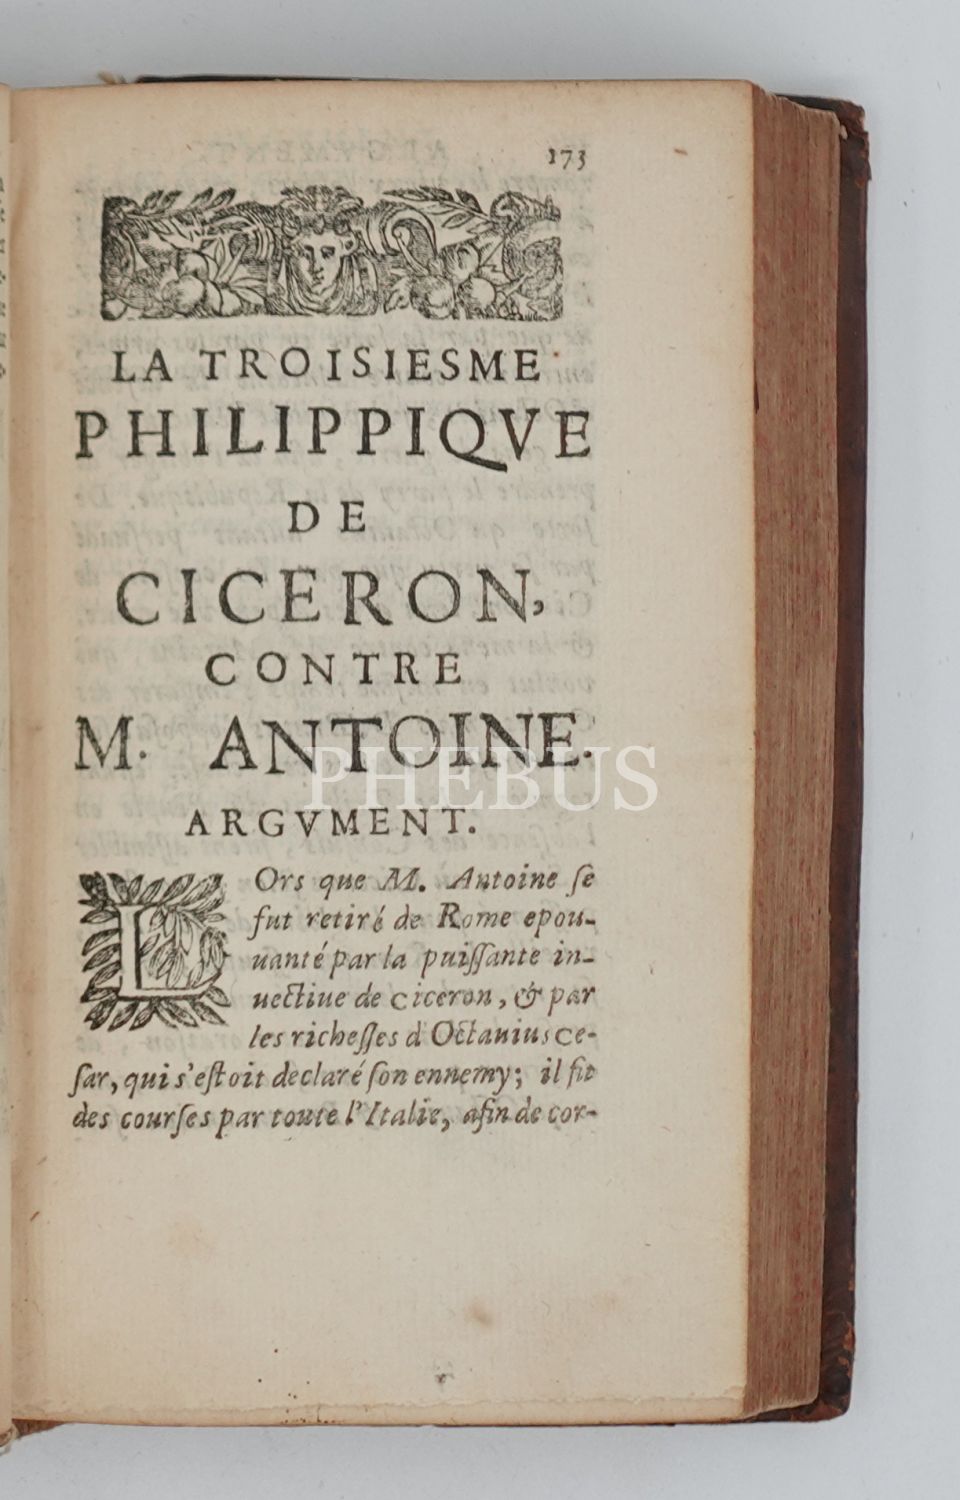 173
LA TROISIESME
PHILIPPIQVE
DE
CICERON,
CONTRE
M. ANTOINE.
PHEBUS
ARGVMENT.
LOrs que M. Antoine ſe
fut retiré de Rome epou-
uanté par la puiſſante in-
uectiue de Ciceron, & par
les richeſſes d'Octauius Ce-
ſar, qui s'eſtoit declaré ſon ennemy; il fit
des courſes par toute l'Italie, afin de cor-